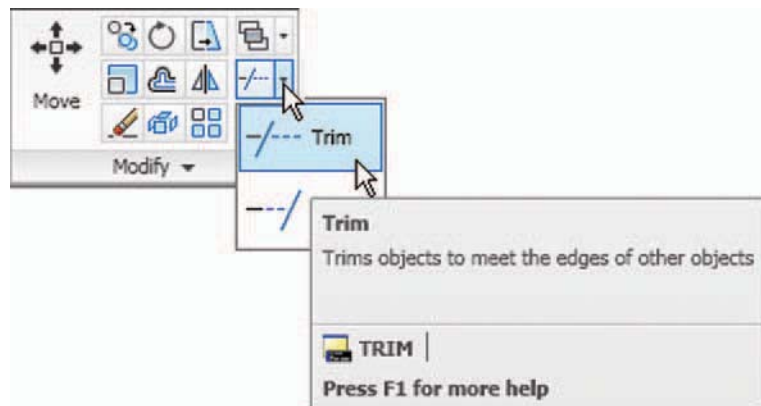 Move
Modify
Trim
Trim
Trims objects to meet the edges of other objects
TRIM
Press F1 for more help